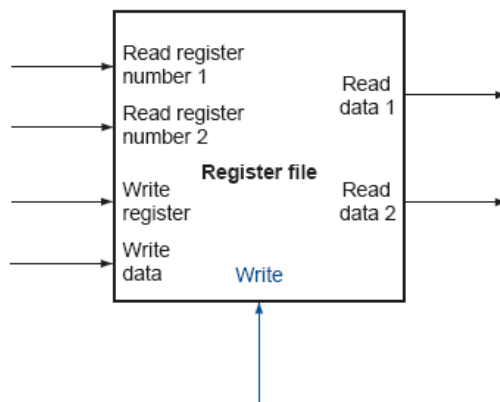 Read register
number 1
Read
data 1
Read register
number 2
Register file
Write
register
Read
data 2
Write
data
Write